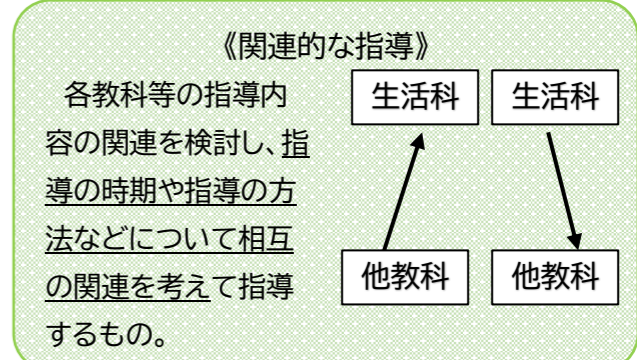 《関連的な指導》
各教科等の指導内
容の関連を検討し、指
導の時期や指導の方
法などについて相互
の関連を考えて指導
するもの。
生活科 生活科
他教科 他教科